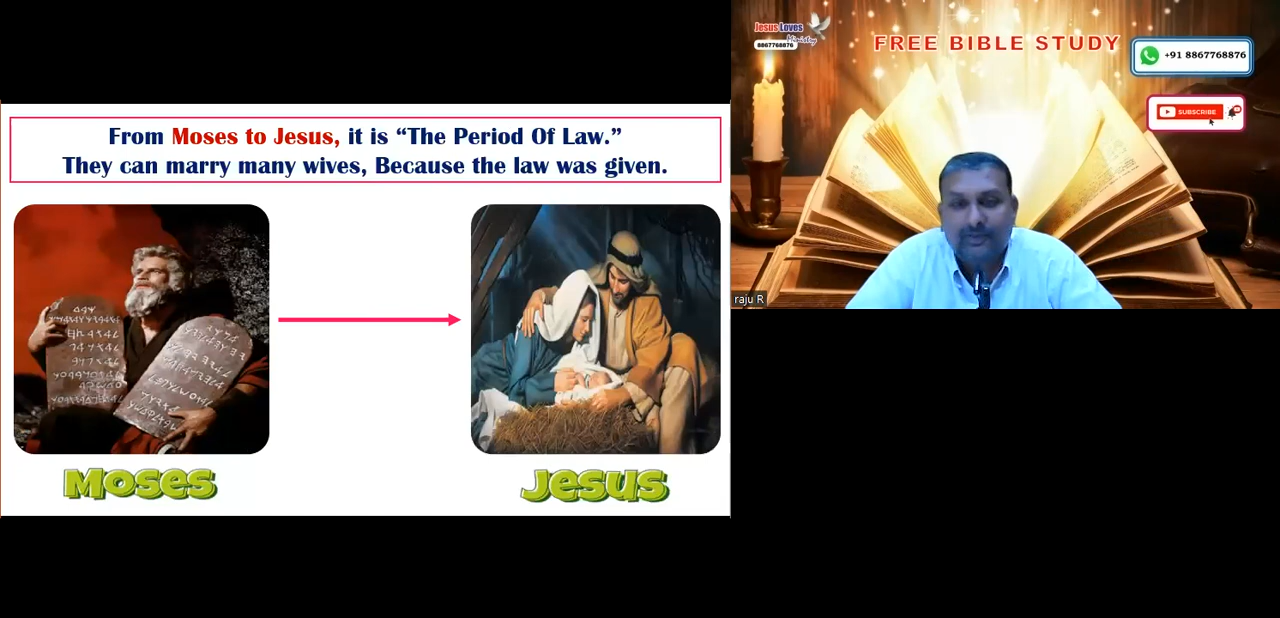 From Moses to Jesus, it is “The Period Of Law.”
They can marry many wives, Because the law was given.
Moses
Jesus
Jesus Loves
Ministry
8867768876
FREE BIBLE STUDY
+91 8867768876
SUBSCRIBE
raju R